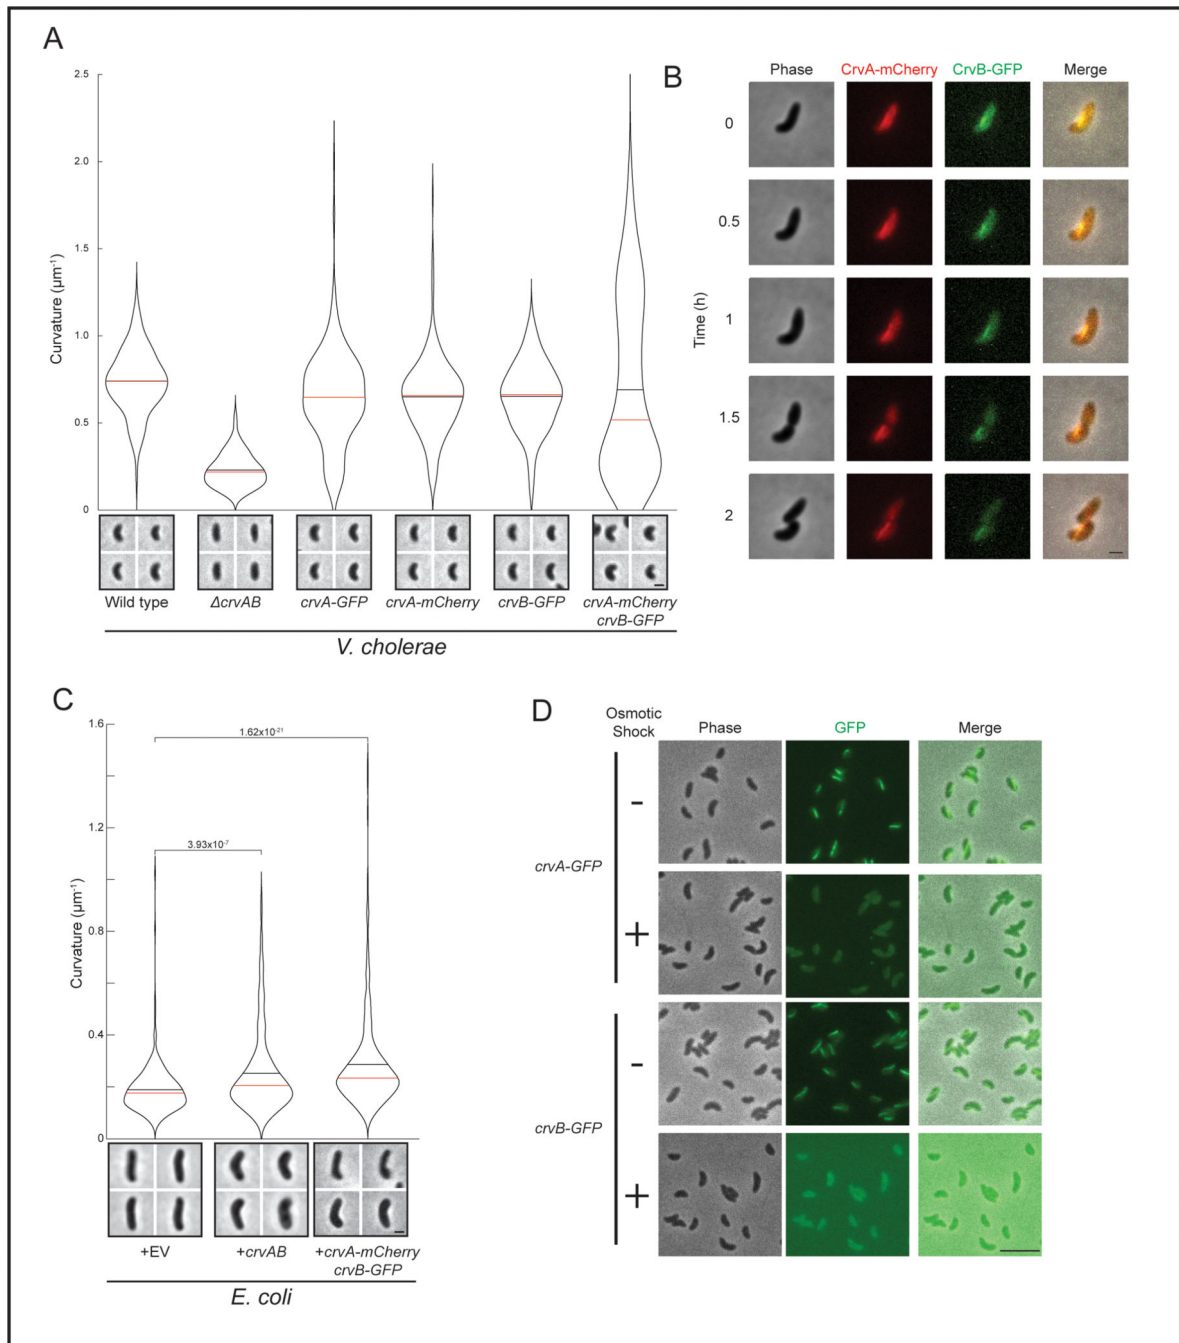 A
2.5
2.0
1.5
1.0
0.5
0
Curvature (µm⁻¹)
Wild type
ΔcrvAB
crvA-GFP
crvA-mCherry
crvB-GFP
crvA-mCherry
crvB-GFP
V. cholerae
B
Phase
CrvA-mCherry
CrvB-GFP
Merge
0
0.5
1
1.5
2
Time (h)
C
1.6
1.2
0.8
0.4
0
Curvature (µm⁻¹)
1.62x10⁻²¹
3.93x10⁻⁷
+EV
+crvAB
+crvA-mCherry
crvB-GFP
E. coli
D
Osmotic
Shock
Phase
GFP
Merge
-
crvA-GFP
+
-
crvB-GFP
+